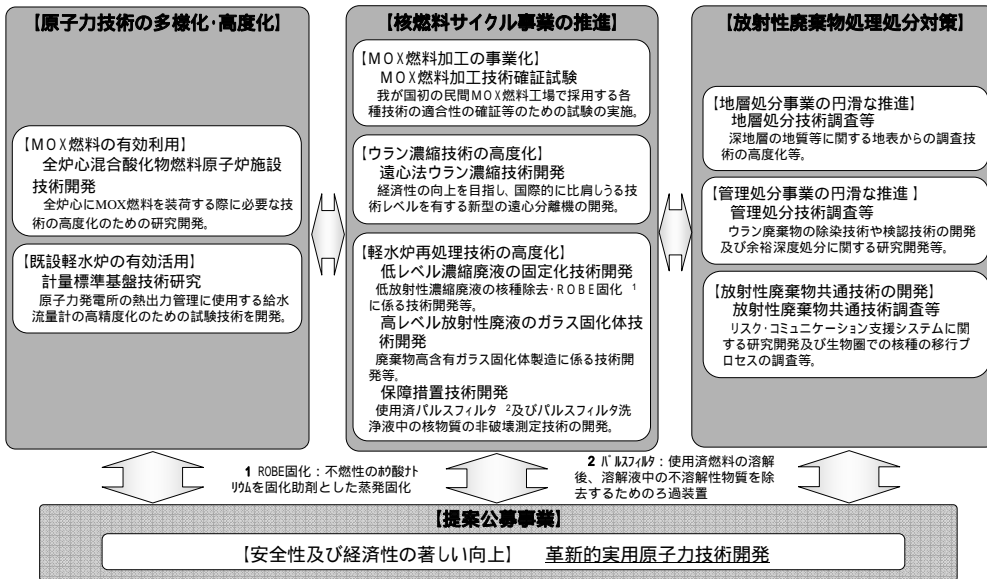 【原子力技術の多様化・高度化】
【MOX燃料の有効利用】
全炉心混合酸化物燃料原子炉施設
技術開発
全炉心にMOX燃料を装荷する際に必要な技
術の高度化のための研究開発。
【既設軽水炉の有効活用】
計量標準基盤技術研究
原子力発電所の熱出力管理に使用する給水
流量計の高精度化のための試験技術を開発。
【核燃料サイクル事業の推進】
【MOX燃料加工の事業化】
MOX燃料加工技術確証試験
我が国初の民間MOX燃料工場で採用する各
種技術の適合性の確証等のための試験の実施。
【ウラン濃縮技術の高度化】
遠心法ウラン濃縮技術開発
経済性の向上を目指し、国際的に比肩しうる技
術レベルを有する新型の遠心分離機の開発。
【軽水炉再処理技術の高度化】
低レベル濃縮廃液の固定化技術開発
低放射性濃縮廃液の核種除去・ROBE固化 1
に係る技術開発等。
高レベル放射性廃液のガラス固化体技
術開発
廃棄物高含有ガラス固化体製造に係る技術開
発等。
保障措置技術開発
使用済パルスフィルタ 2及びパルスフィルタ洗
浄液中の核物質の非破壊測定技術の開発。
【放射性廃棄物処理処分対策】
【地層処分事業の円滑な推進】
地層処分技術調査等
深地層の地質等に関する地表からの調査技
術の高度化等。
【管理処分事業の円滑な推進 】
管理処分技術調査等
ウラン廃棄物の除染技術や検認技術の開発
及び余裕深度処分に関する研究開発等。
【放射性廃棄物共通技術の開発】
放射性廃棄物共通技術調査等
リスク・コミュニケーション支援システムに関
する研究開発及び生物圏での核種の移行プ
ロセスの調査等。
1 ROBE固化：不燃性のホウ酸ナト
リウムを固化助剤とした蒸発固化
2 パルスフィルタ：使用済燃料の溶解
後、溶解液中の不溶解性物質を除
去するためのろ過装置
【提案公募事業】
【安全性及び経済性の著しい向上】 革新的実用原子力技術開発